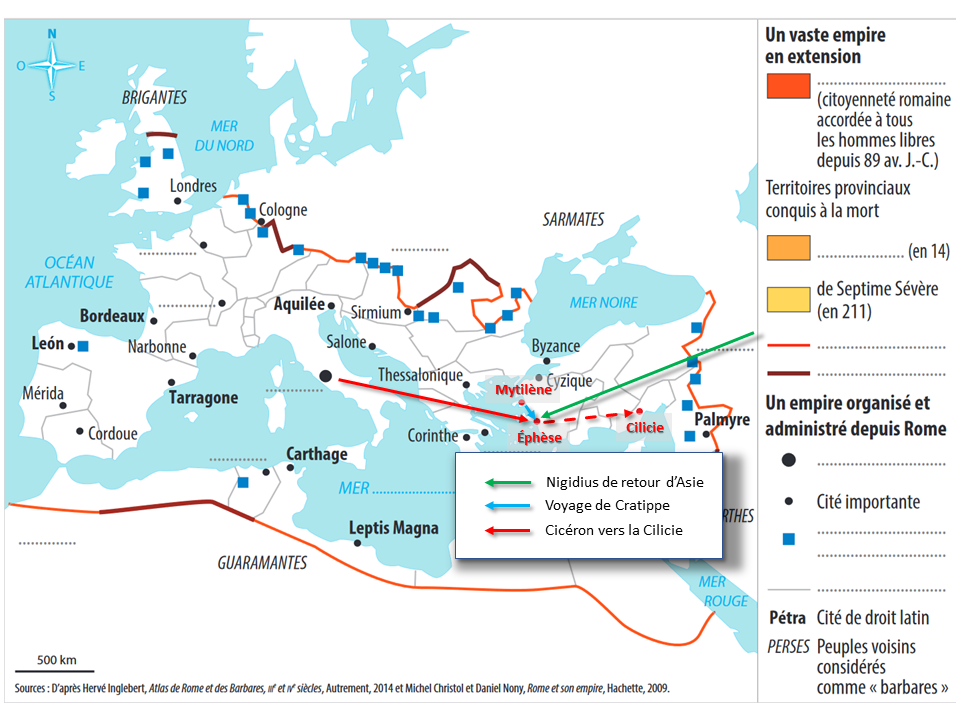 N
O
E
S
BRIGANTES
MER
DU NORD
Londres
Cologne
SARMATES
OCÉAN
ATLANTIQUE
Aquilée
Sirmium
MER NOIRE
Bordeaux
León
Narbonne
Salone
Byzance
Thessalonique
Cyzique
Mytilène
Mérida
Tarragone
Cordoue
Corinthe
Éphèse
Cilicie
Palmyre
Carthage
MER ....................
Leptis Magna
GUARAMANTES
RTHES
MER
ROUGE
Nigidius de retour d'Asie
Voyage de Cratippe
Cicéron vers la Cilicie
500 km
Sources : D'après Hervé Inglebert, Atlas de Rome et des Barbares, IIIe et IVe siècles, Autrement, 2014 et Michel Christol et Daniel Nony, Rome et son empire, Hachette, 2009.
Un vaste empire
en extension
..............................
(citoyenneté romaine
accordée à tous
les hommes libres
depuis 89 av. J.-C.)
Territoires provinciaux
conquis à la mort
.................... (en 14)
de Septime Sévère
(en 211)
..............................
..............................
Un empire organisé et
administré depuis Rome
..............................
Cité importante
..............................
..............................
..............................
Pétra Cité de droit latin
PERSES Peuples voisins
considérés
comme « barbares »